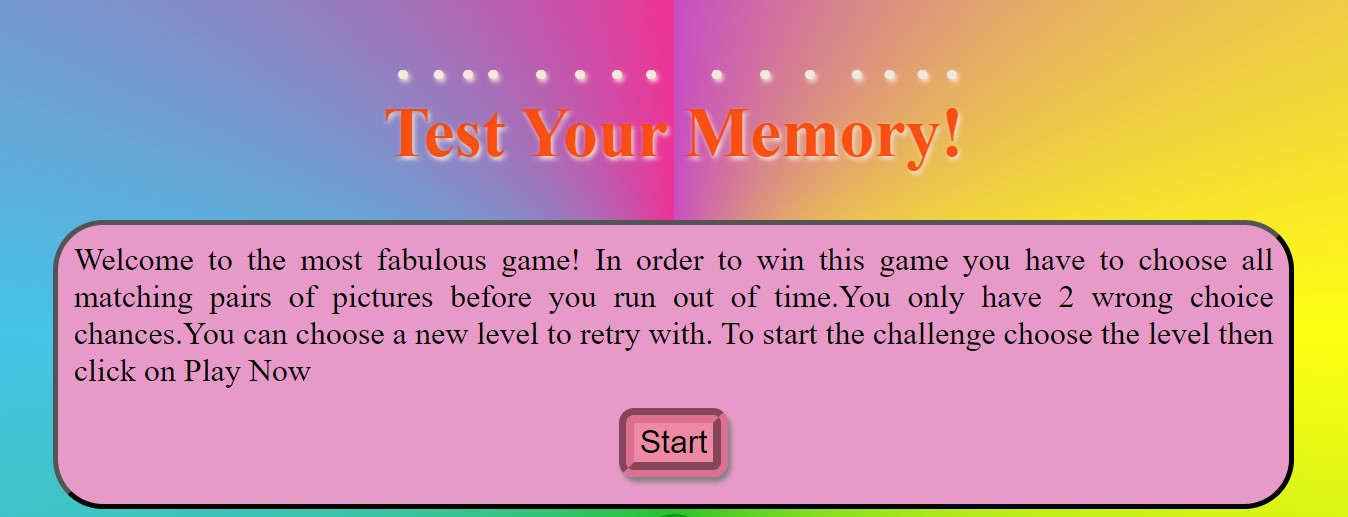 Test Your Memory!
Welcome to the most fabulous game! In order to win this game you have to choose all
matching pairs of pictures before you run out of time.You only have 2 wrong choice
chances.You can choose a new level to retry with. To start the challenge choose the level then
click on Play Now
Start